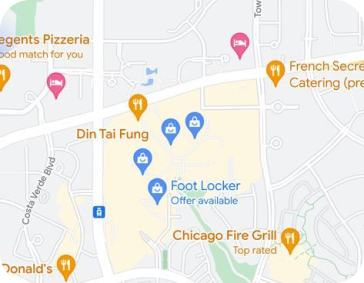 egents Pizzeria
ood match for you
Tow
French Secre
Catering (pre
Din Tai Fung
Costa Verde Blvd
Foot Locker
Offer available
Chicago Fire Grill
Top rated
Donald's